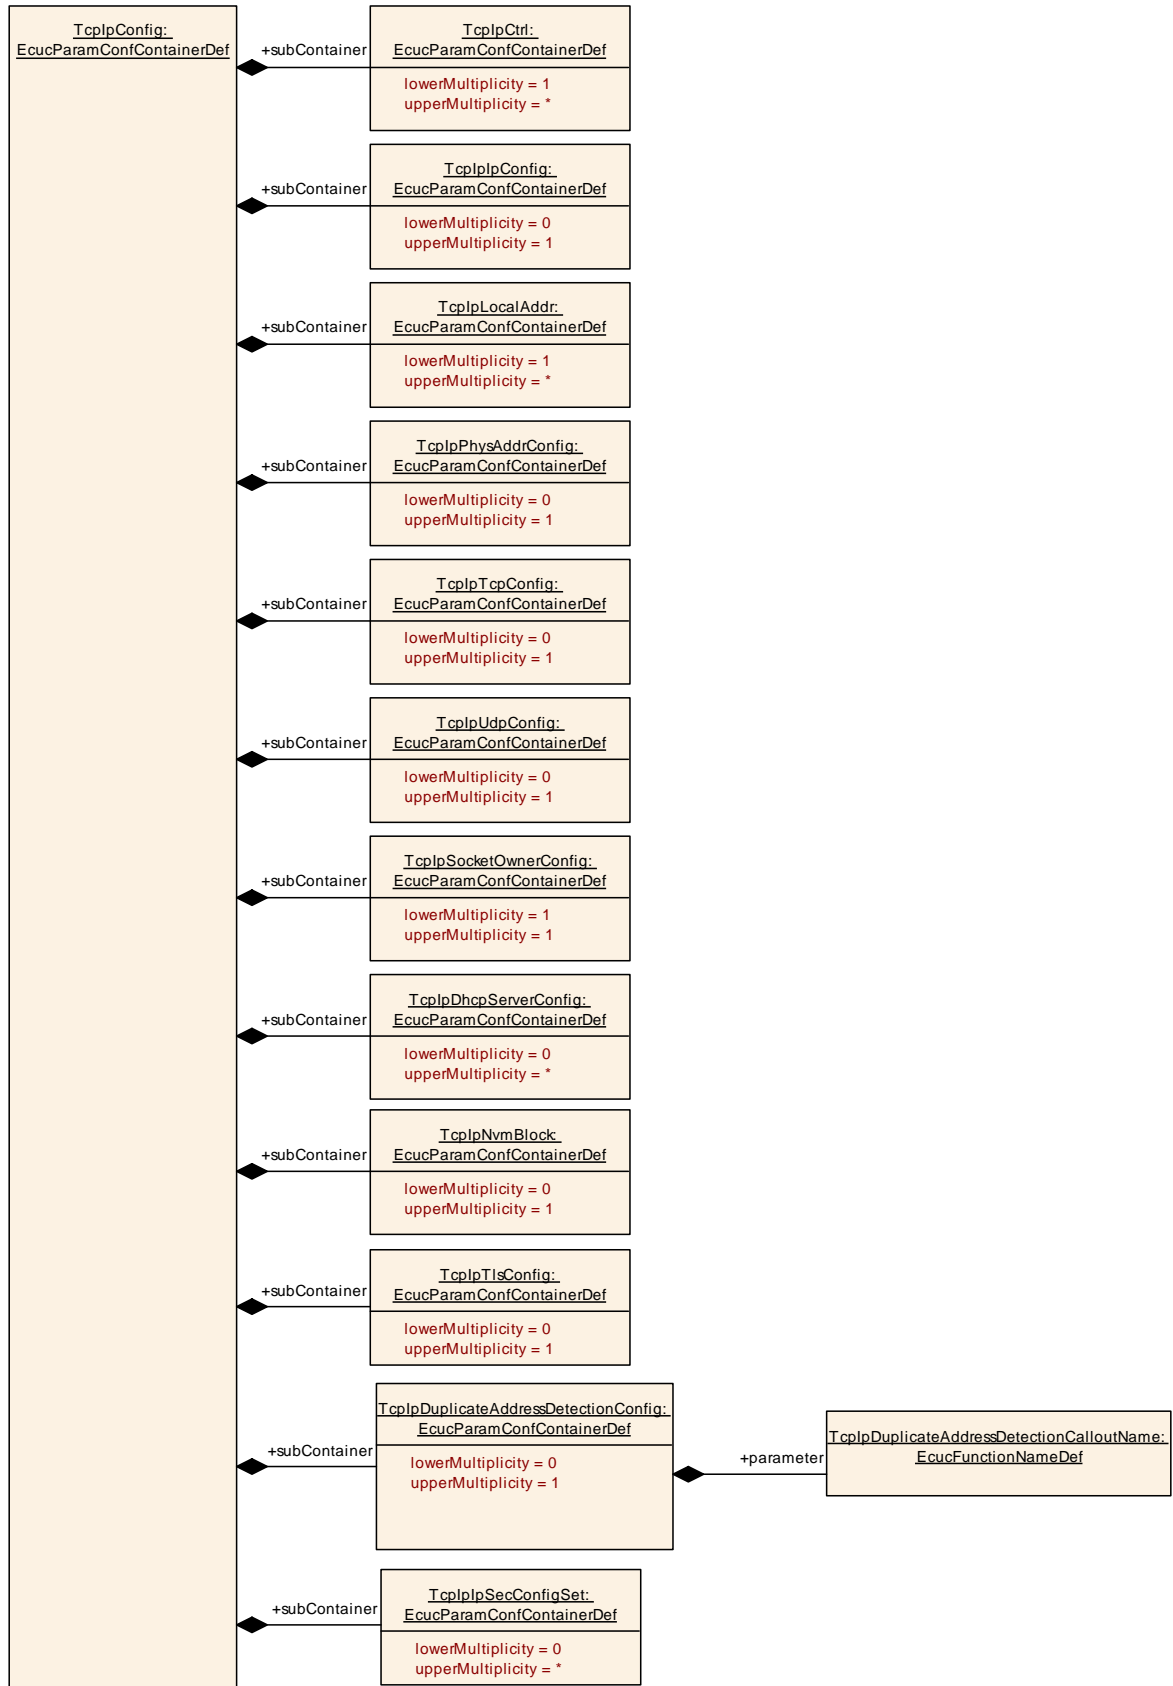 TcpIpConfig:
EcucParamConfContainerDef
+subContainer
TcpIpCtrl:
EcucParamConfContainerDef
lowerMultiplicity = 1
upperMultiplicity = *
+subContainer
TcpIpIpConfig:
EcucParamConfContainerDef
lowerMultiplicity = 0
upperMultiplicity = 1
+subContainer
TcpIpLocalAddr:
EcucParamConfContainerDef
lowerMultiplicity = 1
upperMultiplicity = *
+subContainer
TcpIpPhysAddrConfig:
EcucParamConfContainerDef
lowerMultiplicity = 0
upperMultiplicity = 1
+subContainer
TcpIpTcpConfig:
EcucParamConfContainerDef
lowerMultiplicity = 0
upperMultiplicity = 1
+subContainer
TcpIpUdpConfig:
EcucParamConfContainerDef
lowerMultiplicity = 0
upperMultiplicity = 1
+subContainer
TcpIpSocketOwnerConfig:
EcucParamConfContainerDef
lowerMultiplicity = 1
upperMultiplicity = 1
+subContainer
TcpIpDhcpServerConfig:
EcucParamConfContainerDef
lowerMultiplicity = 0
upperMultiplicity = *
+subContainer
TcpIpNvmBlock:
EcucParamConfContainerDef
lowerMultiplicity = 0
upperMultiplicity = 1
+subContainer
TcpIpTlsConfig:
EcucParamConfContainerDef
lowerMultiplicity = 0
upperMultiplicity = 1
+subContainer
TcpIpDuplicateAddressDetectionConfig:
EcucParamConfContainerDef
lowerMultiplicity = 0
upperMultiplicity = 1
+parameter
TcpIpDuplicateAddressDetectionCalloutName:
EcucFunctionNameDef
+subContainer
TcpIpIpSecConfigSet:
EcucParamConfContainerDef
lowerMultiplicity = 0
upperMultiplicity = *